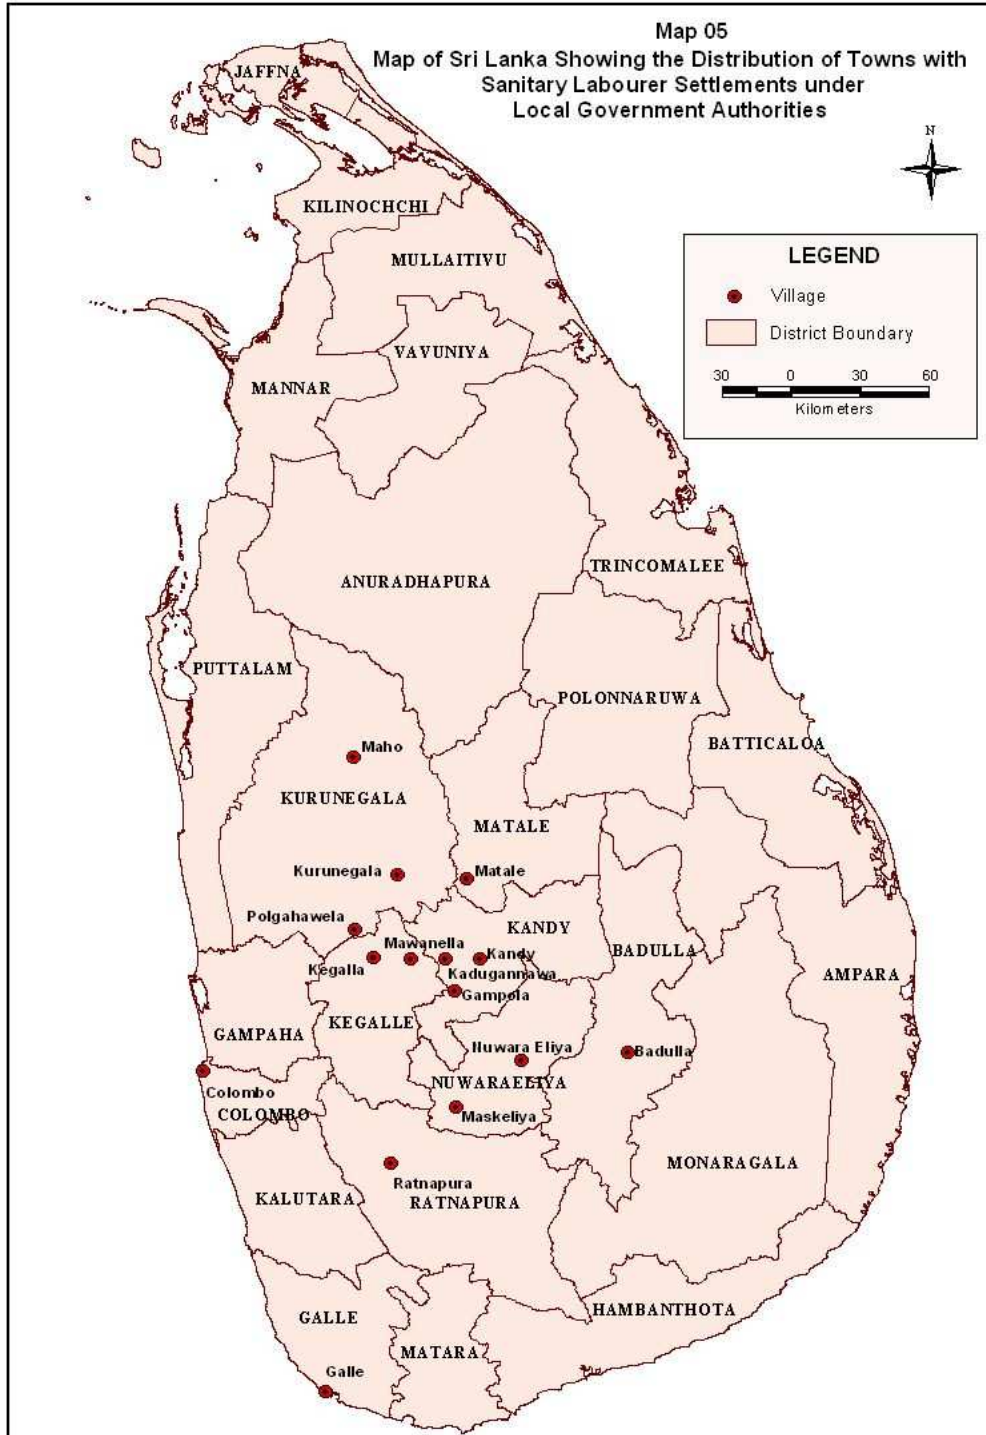 Map 05
Map of Sri Lanka Showing the Distribution of Towns with
Sanitary Labourer Settlements under
Local Government Authorities
N
JAFFNA
KILINOCHCHI
MULLAITIVU
LEGEND
Village
District Boundary
30 0 30 60
Kilometers
VAVUNIYA
MANNAR
TRINCOMALEE
ANURADHAPURA
PUTTALAM
POLONNARUWA
BATTICALOA
Maho
KURUNEGALA
MATALE
Kurunegala
Matale
Polgahawela
KANDY
Mawanella
Kandy
BADULLA
Kegalla
Kadugannawa
AMPARA
Gampola
KEGALLE
GAMPAHA
Nuwara Eliya
Badulla
NUWARAELIYA
Colombo
COLOMBO
Maskeliya
MONARAGALA
Ratnapura
KALUTARA
RATNAPURA
HAMBANTHOTA
GALLE
MATARA
Galle